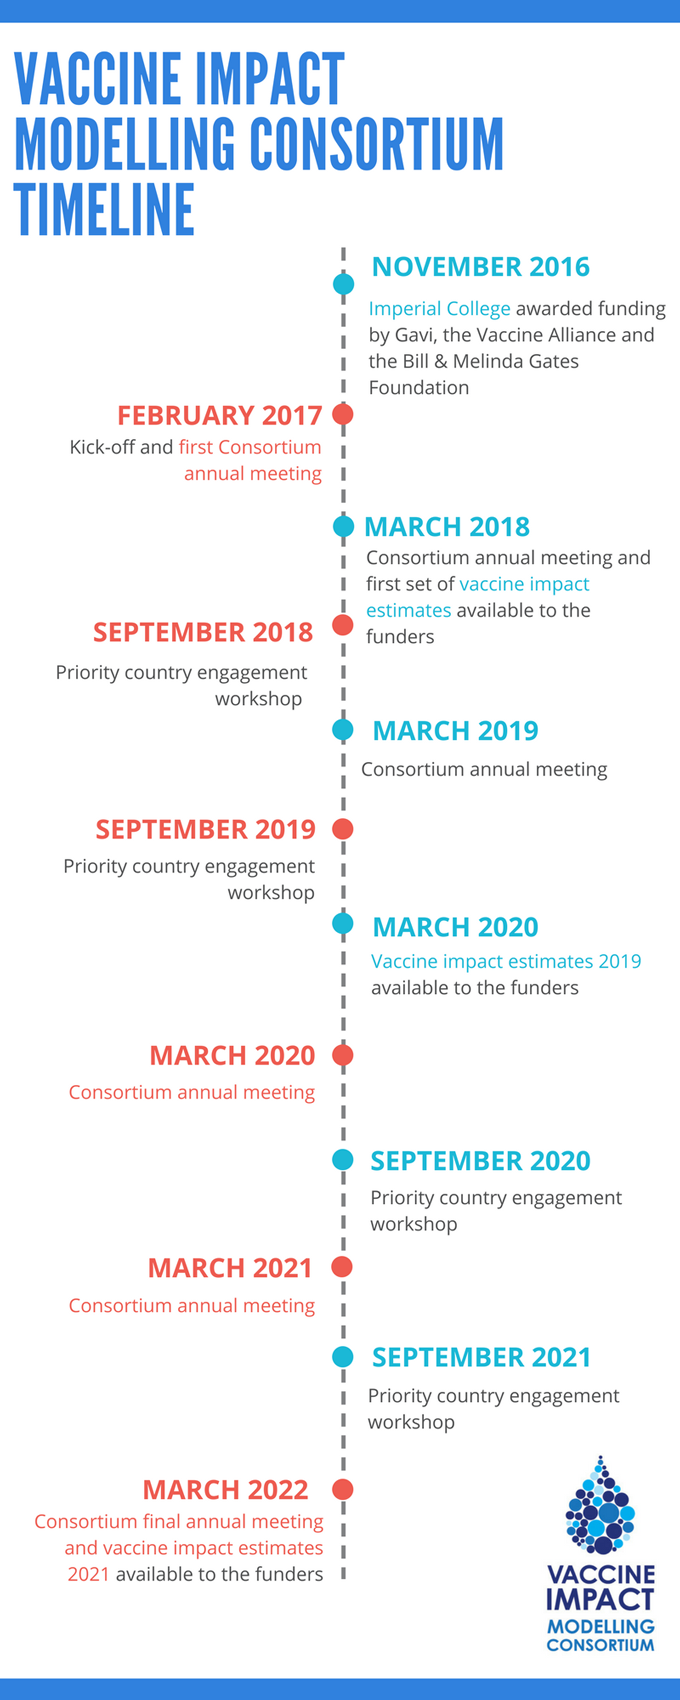 VACCINE IMPACT
MODELLING CONSORTIUM
TIMELINE
NOVEMBER 2016
Imperial College awarded funding
by Gavi, the Vaccine Alliance and
the Bill & Melinda Gates
Foundation
FEBRUARY 2017
Kick-off and first Consortium
annual meeting
MARCH 2018
Consortium annual meeting and
first set of vaccine impact
estimates available to the
funders
SEPTEMBER 2018
Priority country engagement
workshop
MARCH 2019
Consortium annual meeting
SEPTEMBER 2019
Priority country engagement
workshop
MARCH 2020
Vaccine impact estimates 2019
available to the funders
MARCH 2020
Consortium annual meeting
SEPTEMBER 2020
Priority country engagement
workshop
MARCH 2021
Consortium annual meeting
SEPTEMBER 2021
Priority country engagement
workshop
MARCH 2022
Consortium final annual meeting
and vaccine impact estimates
2021 available to the funders
VACCINE
IMPACT
MODELLING
CONSORTIUM